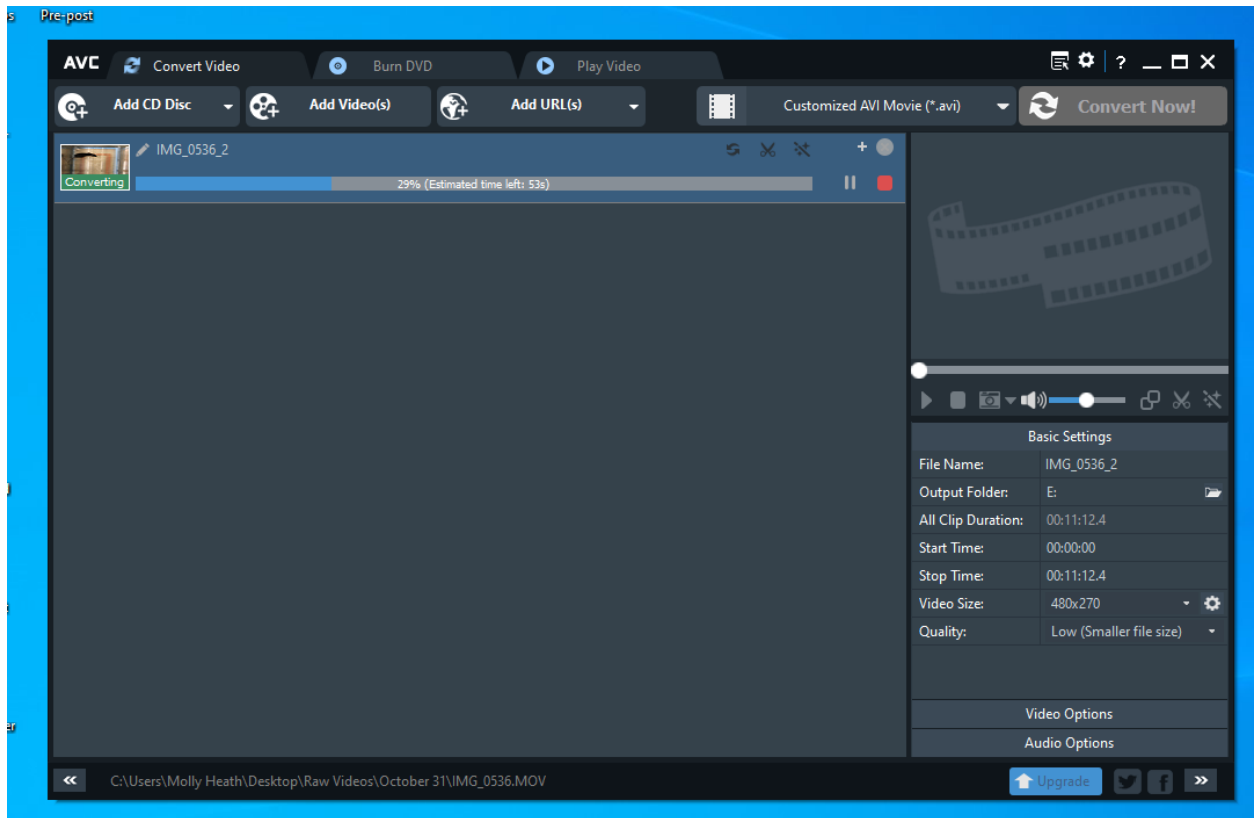 Pre-post
AVC Convert Video Burn DVD Play Video ?
Add CD Disc Add Video(s) Add URL(s) Customized AVI Movie (*.avi) Convert Now!
IMG_0536_2
Converting 29% (Estimated time left: 53s)
Basic Settings
File Name: IMG_0536_2
Output Folder: E:
All Clip Duration: 00:11:12.4
Start Time: 00:00:00
Stop Time: 00:11:12.4
Video Size: 480x270
Quality: Low (Smaller file size)
Video Options
Audio Options
C:\Users\Molly Heath\Desktop\Raw Videos\October 31\IMG_0536.MOV Upgrade